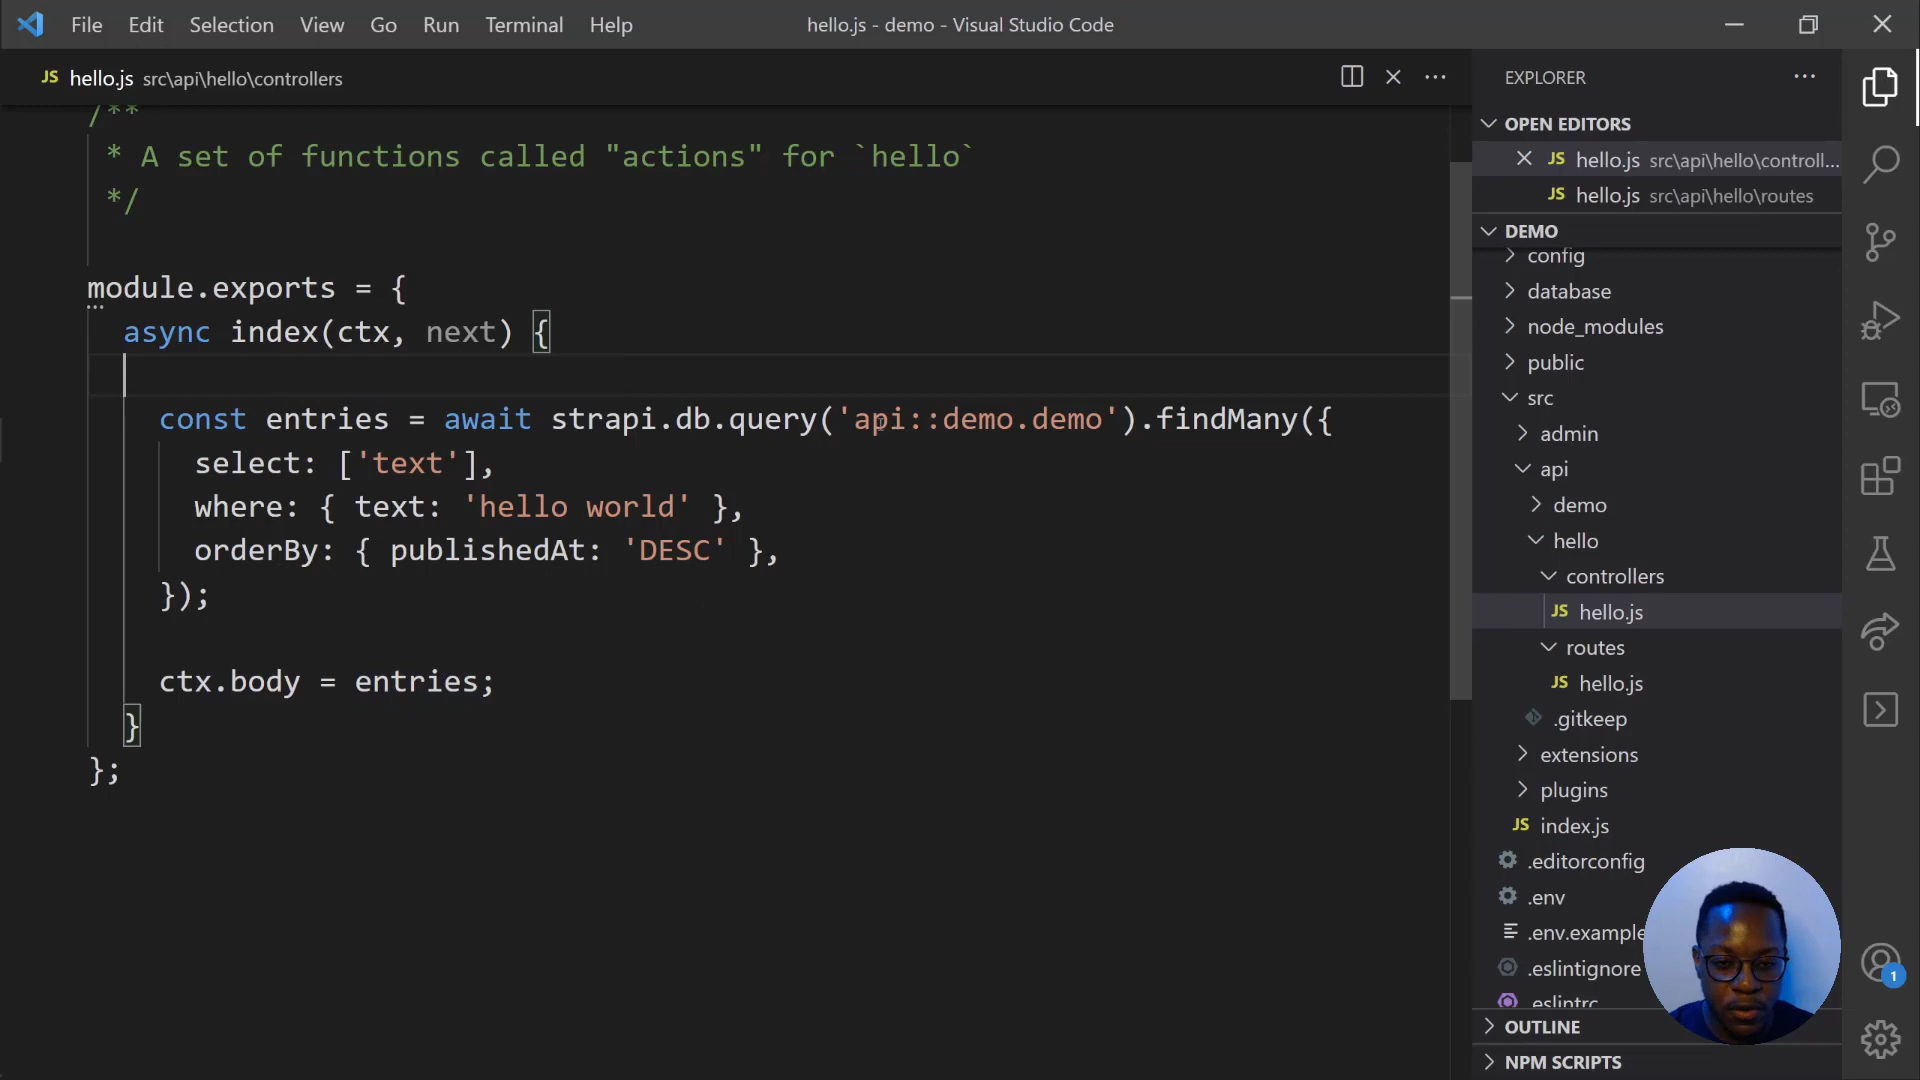 File Edit Selection View Go Run Terminal Help
hello.js - demo - Visual Studio Code
JS hello.js src\api\hello\controllers
/**
* A set of functions called "actions" for `hello`
*/
module.exports = {
async index(ctx, next) {
const entries = await strapi.db.query('api::demo.demo').findMany({
select: ['text'],
where: { text: 'hello world' },
orderBy: { publishedAt: 'DESC' },
});
ctx.body = entries;
}
};
EXPLORER
OPEN EDITORS
JS hello.js src\api\hello\controll...
JS hello.js src\api\hello\routes
DEMO
config
database
node_modules
public
src
admin
api
demo
hello
controllers
JS hello.js
routes
JS hello.js
.gitkeep
extensions
plugins
JS index.js
.editorconfig
.env
.env.example
.eslintignore
.eslintrc
OUTLINE
NPM SCRIPTS
1